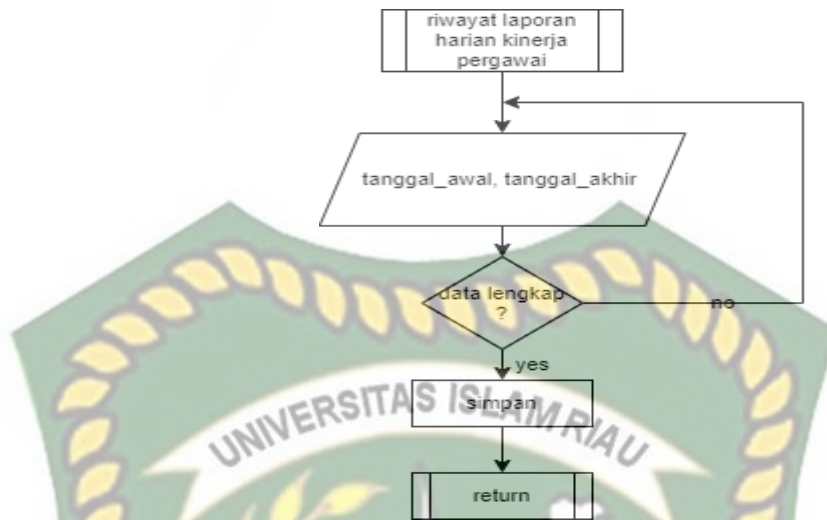 riwayat laporan
harian kinerja
pergawai
tanggal_awal, tanggal_akhir
data lengkap
?
no
yes
simpan
UNIVERSITAS ISLAM RIAU
return